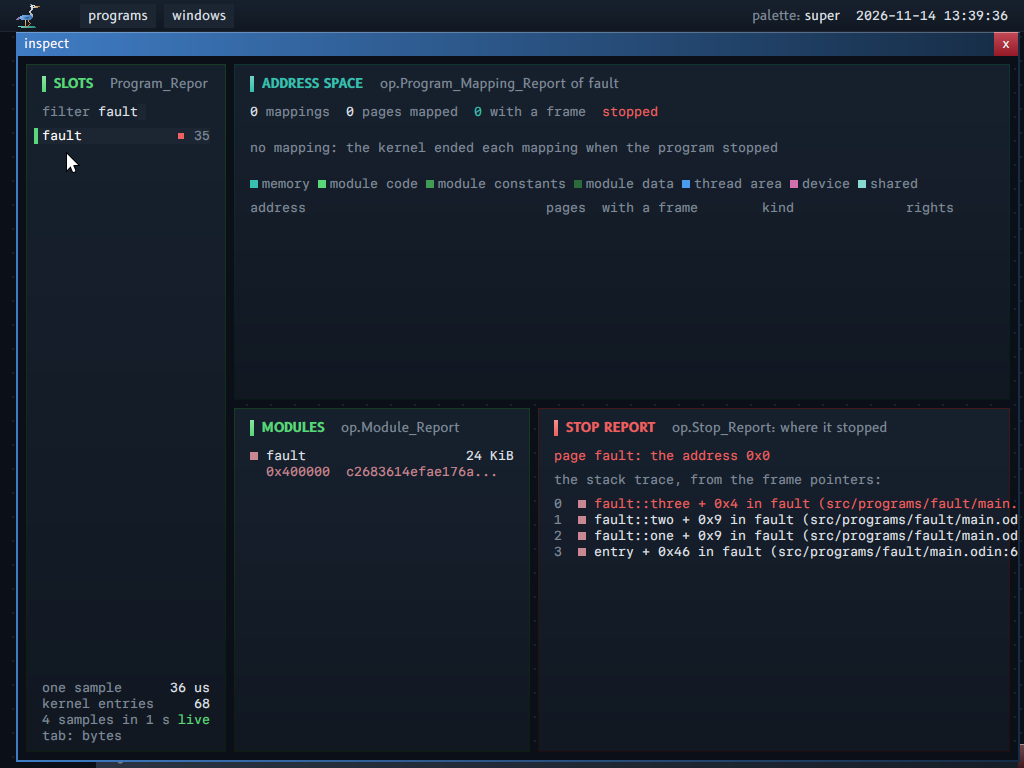 programs windows palette: super 2026-11-14 13:39:36
inspect x
SLOTS Program_Repor
filter fault
fault 35
one sample 36 us
kernel entries 68
4 samples in 1 s live
tab: bytes
ADDRESS SPACE op.Program_Mapping_Report of fault
0 mappings 0 pages mapped 0 with a frame stopped
no mapping: the kernel ended each mapping when the program stopped
memory module code module constants module data thread area device shared
address pages with a frame kind rights
MODULES op.Module_Report
fault 24 KiB
0x400000 c2683614efae176a...
STOP REPORT op.Stop_Report: where it stopped
page fault: the address 0x0
the stack trace, from the frame pointers:
0 fault::three + 0x4 in fault (src/programs/fault/main.
1 fault::two + 0x9 in fault (src/programs/fault/main.od
2 fault::one + 0x9 in fault (src/programs/fault/main.od
3 entry + 0x46 in fault (src/programs/fault/main.odin:6